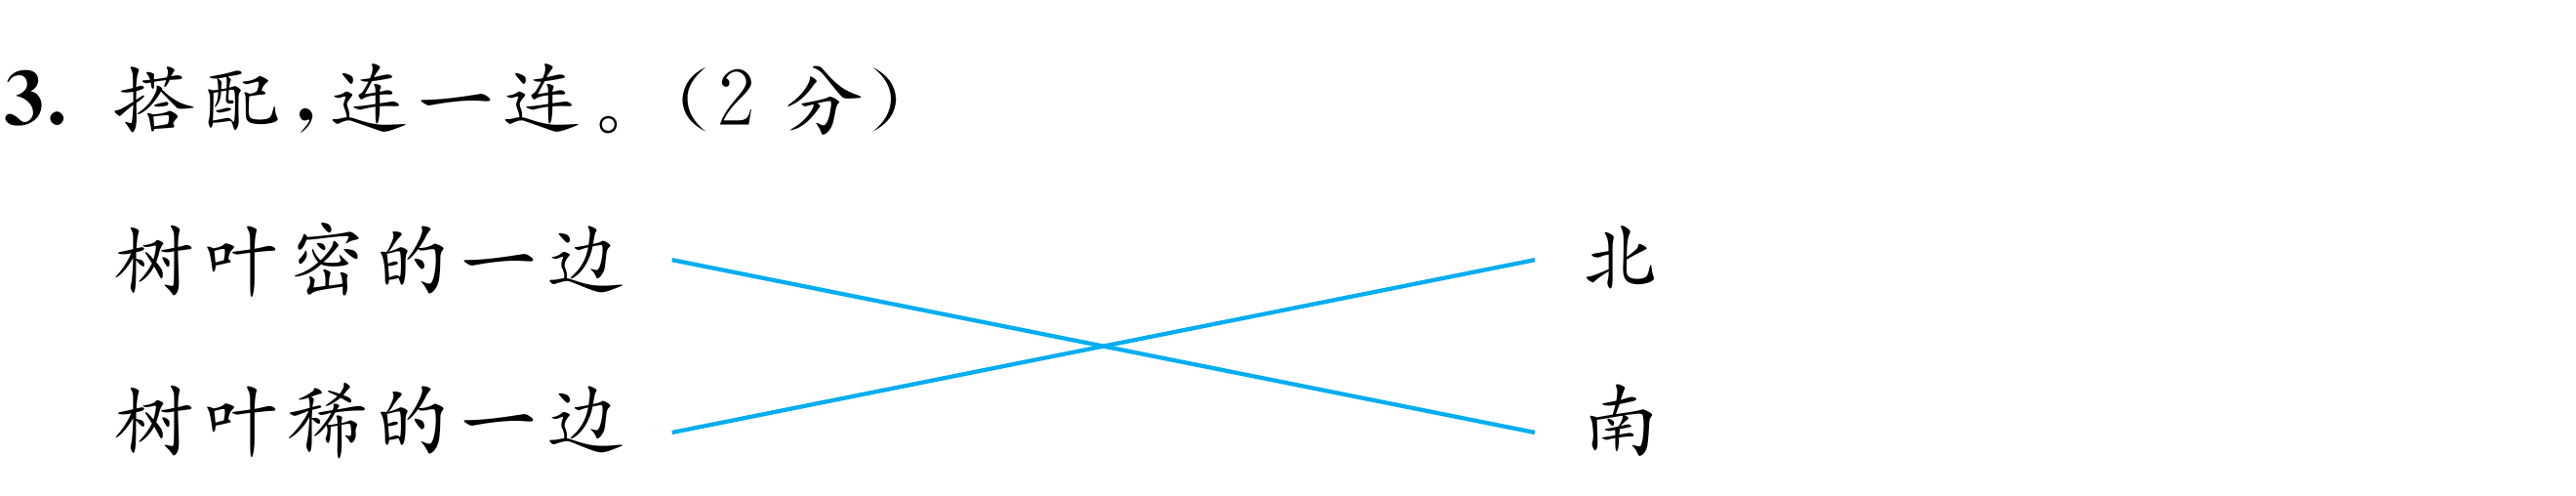 3. 搭配,连一连。(2 分)
树叶密的一边 北
树叶稀的一边 南